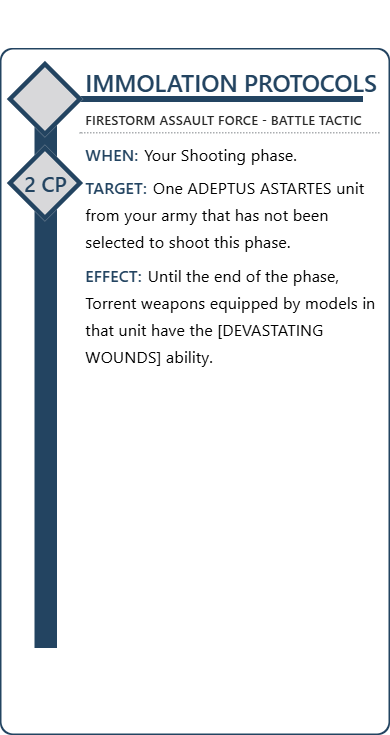 IMMOLATION PROTOCOLS
FIRESTORM ASSAULT FORCE - BATTLE TACTIC
WHEN: Your Shooting phase.
2 CP
TARGET: One ADEPTUS ASTARTES unit
from your army that has not been
selected to shoot this phase.
EFFECT: Until the end of the phase,
Torrent weapons equipped by models in
that unit have the [DEVASTATING
WOUNDS] ability.